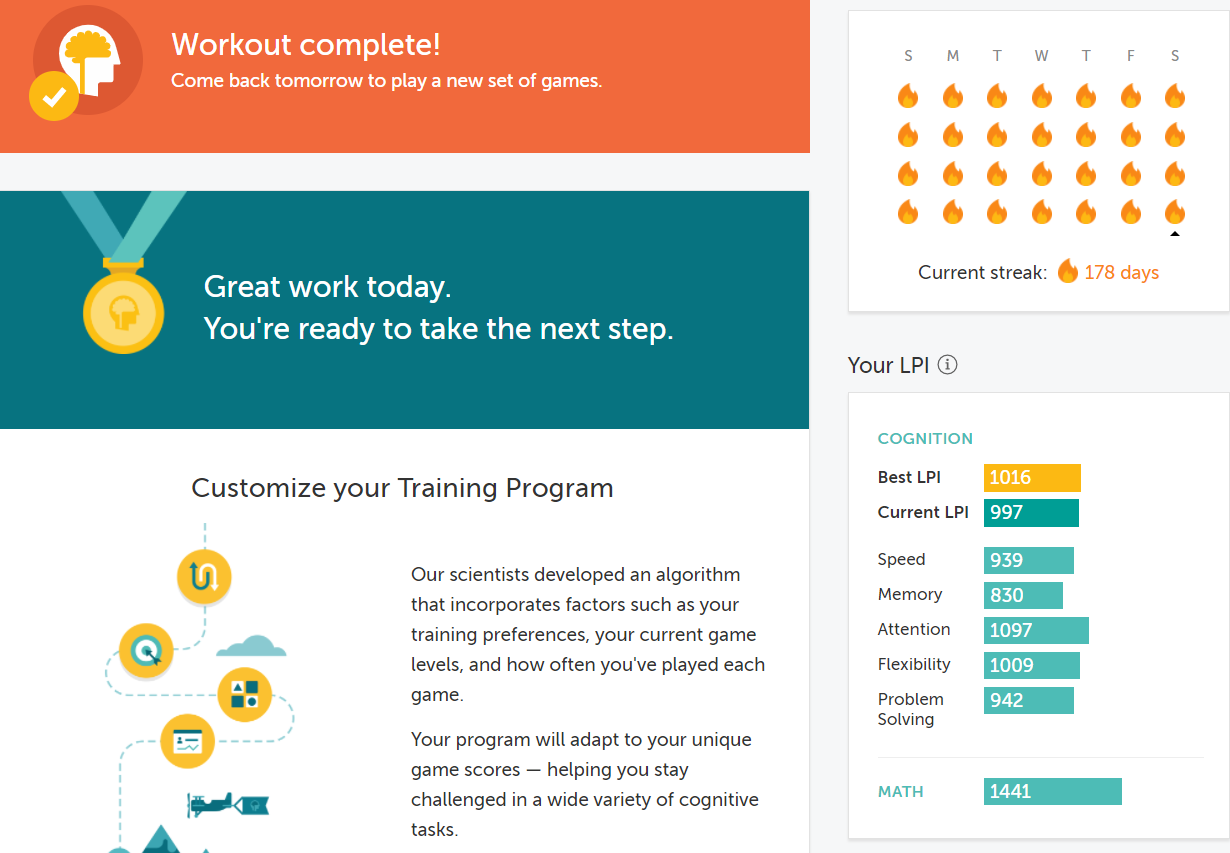 Workout complete!
Come back tomorrow to play a new set of games.
Great work today.
You're ready to take the next step.
Customize your Training Program
Our scientists developed an algorithm
that incorporates factors such as your
training preferences, your current game
levels, and how often you've played each
game.
Your program will adapt to your unique
game scores — helping you stay
challenged in a wide variety of cognitive
tasks.
S M T W T F S
Current streak: 178 days
Your LPI
COGNITION
Best LPI 1016
Current LPI 997
Speed 939
Memory 830
Attention 1097
Flexibility 1009
Problem
Solving 942
MATH 1441